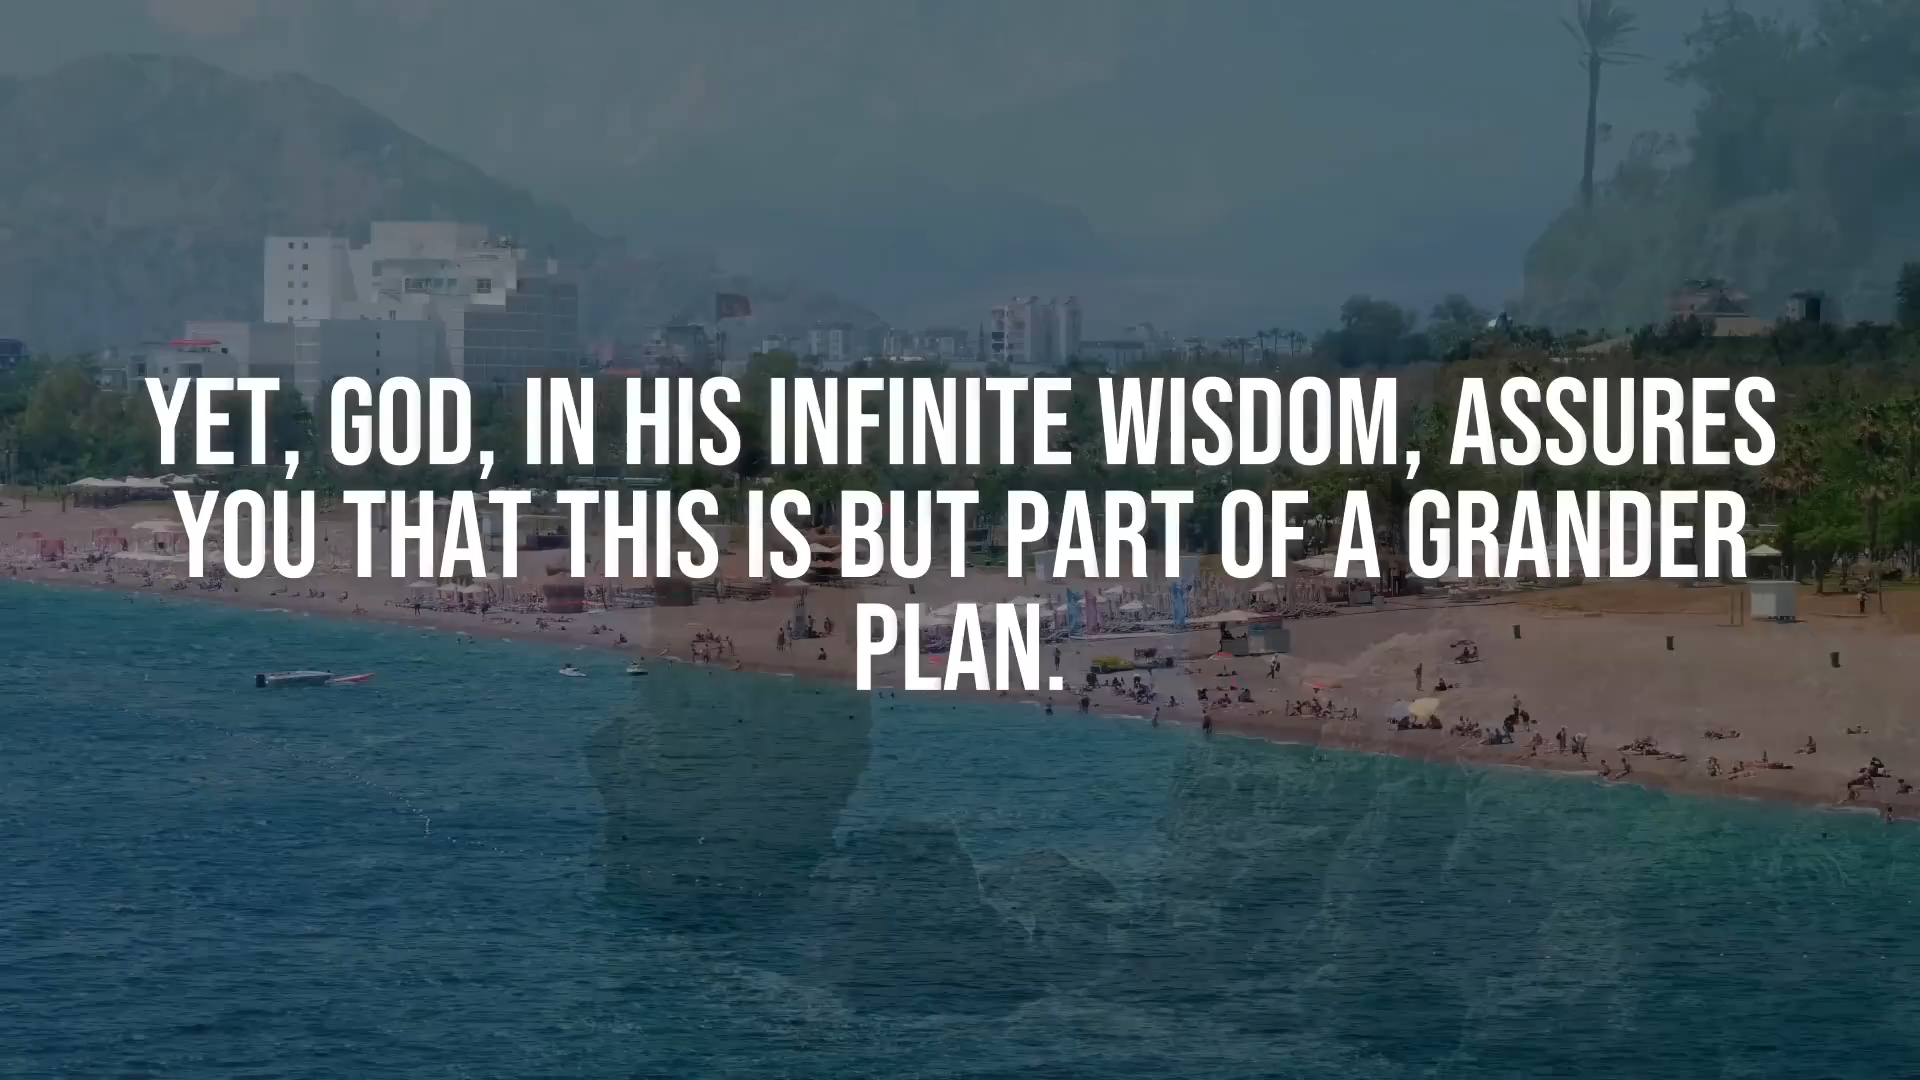 YET, GOD, IN HIS INFINITE WISDOM, ASSURES
YOU THAT THIS IS BUT PART OF A GRANDER
PLAN.